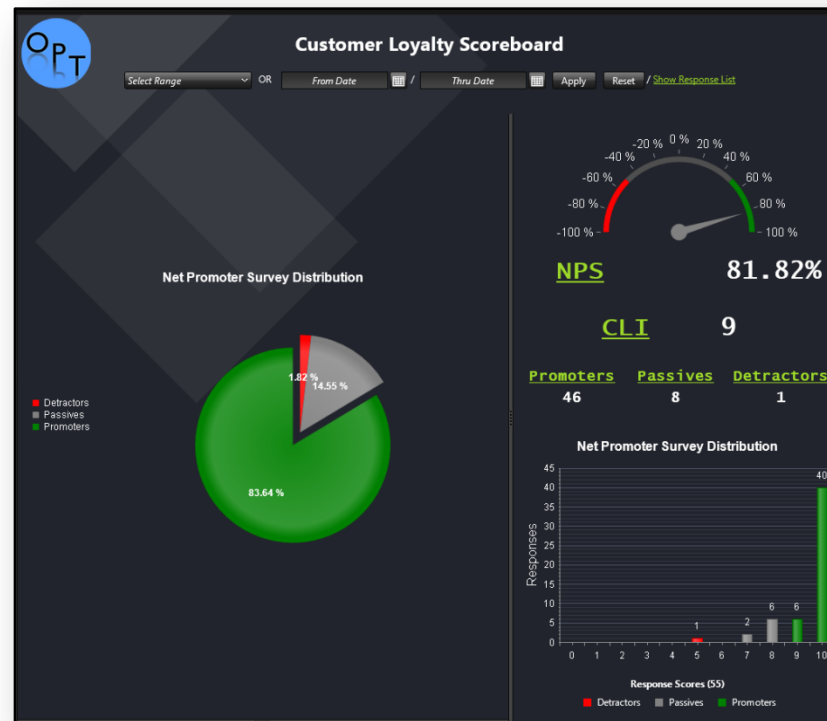 OPT
Customer Loyalty Scoreboard
Select Range OR From Date / Thru Date Apply Reset / Show Response List
Net Promoter Survey Distribution
Detractors
Passives
Promoters
1.82 %
14.55 %
83.64 %
-100 % -80 % -60 % -40 % -20 % 0 % 20 % 40 % 60 % 80 % 100 %
NPS 81.82%
CLI 9
Promoters Passives Detractors
46 8 1
Net Promoter Survey Distribution
Responses
45
40
35
30
25
20
15
10
5
0
1 2 6 6 40
0 1 2 3 4 5 6 7 8 9 10
Response Scores (55)
Detractors Passives Promoters